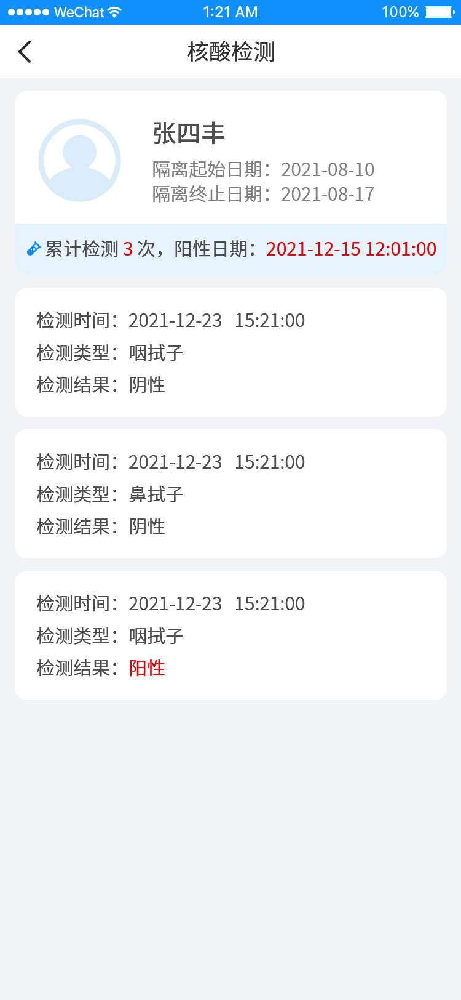 WeChat 1:21 AM 100%
核酸检测
张四丰
隔离起始日期：2021-08-10
隔离终止日期：2021-08-17
累计检测 3 次，阳性日期：2021-12-15 12:01:00
检测时间：2021-12-23 15:21:00
检测类型：咽拭子
检测结果：阴性
检测时间：2021-12-23 15:21:00
检测类型：鼻拭子
检测结果：阴性
检测时间：2021-12-23 15:21:00
检测类型：咽拭子
检测结果：阳性